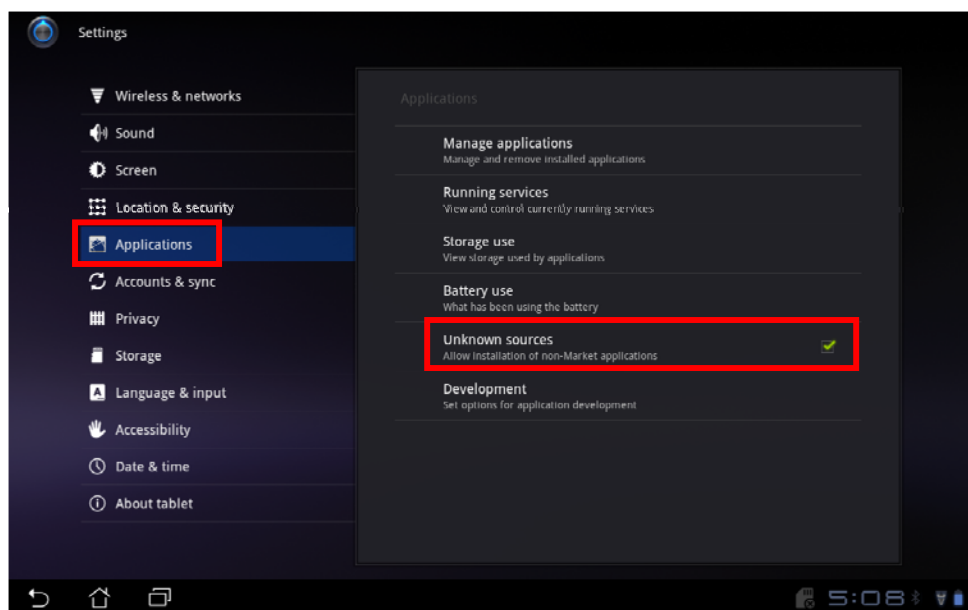 Settings
Wireless & networks
Sound
Screen
Location & security
Applications
Accounts & sync
Privacy
Storage
Language & input
Accessibility
Date & time
About tablet
Applications
Manage applications
Manage and remove installed applications
Running services
View and control currently running services
Storage use
View storage used by applications
Battery use
What has been using the battery
Unknown sources
Allow installation of non-Market applications
Development
Set options for application development
5:08